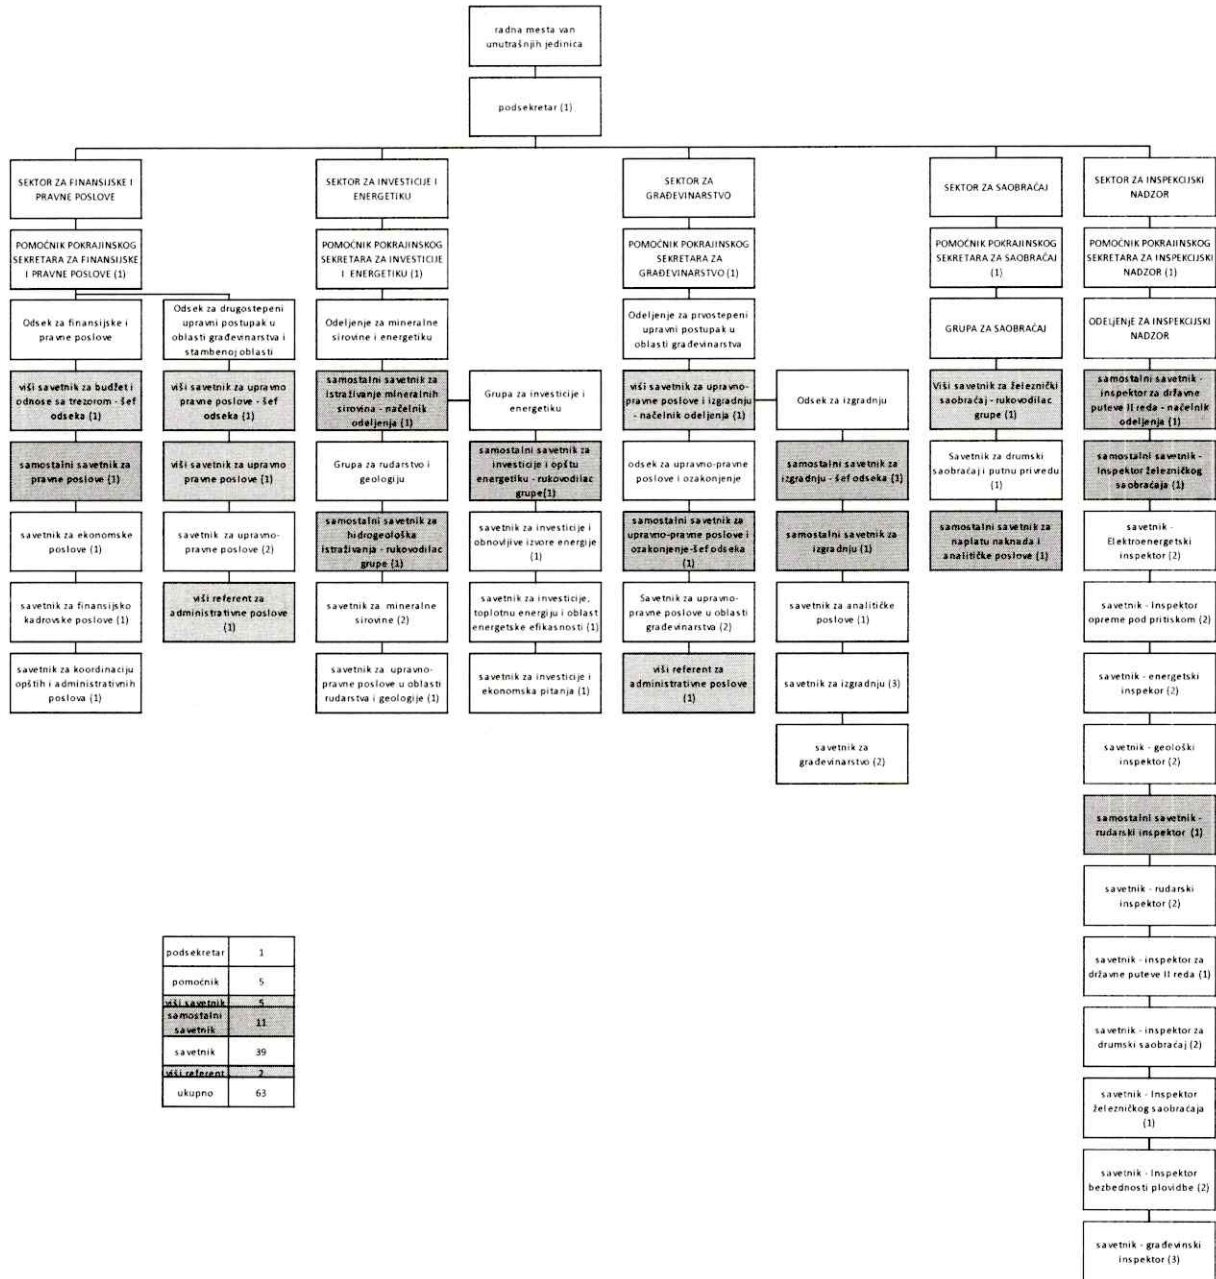 radna mesta van
unutrašnjih jedinica
podsekretar (1)
SEKTOR ZA FINANSIJSKE I
PRAVNE POSLOVE
POMOĆNIK POKRAJINSKOG
SEKRETARA ZA FINANSIJSKE
I PRAVNE POSLOVE (1)
Odsek za finansijske i
pravne poslove
viši savetnik za budžet i
odnose sa trezorom - šef
odseka (1)
samostalni savetnik za
pravne poslove (1)
savetnik za ekonomske
poslove (1)
savetnik za finansijsko
kadrovske poslove (1)
savetnik za koordinaciju
opštih i administrativnih
poslova (1)
Odsek za drugostepeni
upravni postupak u
oblasti građevinarstva i
stambenoj oblasti
viši savetnik za upravno
pravne poslove - šef
odseka (1)
viši savetnik za upravno
pravne poslove (1)
savetnik za upravno-
pravne poslove (2)
viši referent za
administrativne poslove
(1)
SEKTOR ZA INVESTICIJE I
ENERGETIKU
POMOĆNIK POKRAJINSKOG
SEKRETARA ZA INVESTICIJE
I ENERGETIKU (1)
Odeljenje za mineralne
sirovine i energetiku
samostalni savetnik za
istraživanje mineralnih
sirovina - načelnik
odeljenja (1)
Grupa za rudarstvo i
geologiju
samostalni savetnik za
hidrogeološka
istraživanja - rukovodilac
grupe (1)
savetnik za mineralne
sirovine (2)
savetnik za upravno-
pravne poslove u oblasti
rudarstva i geologije (1)
Grupa za investicije i
energetiku
samostalni savetnik za
investicije i opštu
energetiku - rukovodilac
grupe(1)
savetnik za investicije i
obnovljive izvore energije
(1)
savetnik za investicije,
toplotnu energiju i oblast
energetske efikasnosti (1)
savetnik za investicije i
ekonomska pitanja (1)
SEKTOR ZA
GRAĐEVINARSTVO
POMOĆNIK POKRAJINSKOG
SEKRETARA ZA
GRAĐEVINARSTVO (1)
Odeljenje za prvostepeni
upravni postupak u
oblasti građevinarstva
viši savetnik za upravno-
pravne poslove i izgradnju
- načelnik odeljenja (1)
odsek za upravno-pravne
poslove i ozakonjenje
samostalni savetnik za
upravno-pravne poslove i
ozakonjenje-šef odseka
(1)
Savetnik za upravno-
pravne poslove u oblasti
građevinarstva (2)
viši referent za
administrativne poslove
(1)
Odsek za izgradnju
samostalni savetnik za
izgradnju - šef odseka (1)
samostalni savetnik za
izgradnju (1)
savetnik za analitičke
poslove (1)
savetnik za izgradnju (3)
savetnik za
građevinarstvo (2)
SEKTOR ZA SAOBRAĆAJ
POMOĆNIK POKRAJINSKOG
SEKRETARA ZA SAOBRAĆAJ
(1)
GRUPA ZA SAOBRAĆAJ
Viši savetnik za železnički
saobraćaj - rukovodilac
grupe (1)
Savetnik za drumski
saobraćaj i putnu privredu
(1)
samostalni savetnik za
naplatu naknada i
analitičke poslove (1)
SEKTOR ZA INSPEKCIJSKI
NADZOR
POMOĆNIK POKRAJINSKOG
SEKRETARA ZA INSPEKCIJSKI
NADZOR (1)
ODELjENjE ZA INSPEKCIJSKI
NADZOR
samostalni savetnik -
inspektor za državne
puteve II reda - načelnik
odeljenja (1)
samostalni savetnik -
Inspektor železničkog
saobraćaja (1)
savetnik -
Elektroenergetski
inspektor (2)
savetnik - Inspektor
opreme pod pritiskom (2)
savetnik - energetski
inspekor (2)
savetnik - geološki
inspektor (2)
samostalni savetnik -
rudarski inspektor (1)
savetnik - rudarski
inspektor (2)
savetnik - inspektor za
državne puteve II reda (1)
savetnik - inspektor za
drumski saobraćaj (2)
savetnik - Inspektor
železničkog saobraćaja
(1)
savetnik - Inspektor
bezbednosti plovidbe (2)
savetnik - građevinski
inspektor (3)
podsekretar 1
pomoćnik 5
viši savetnik 5
samostalni
savetnik 11
savetnik 39
viši referent 2
ukupno 63